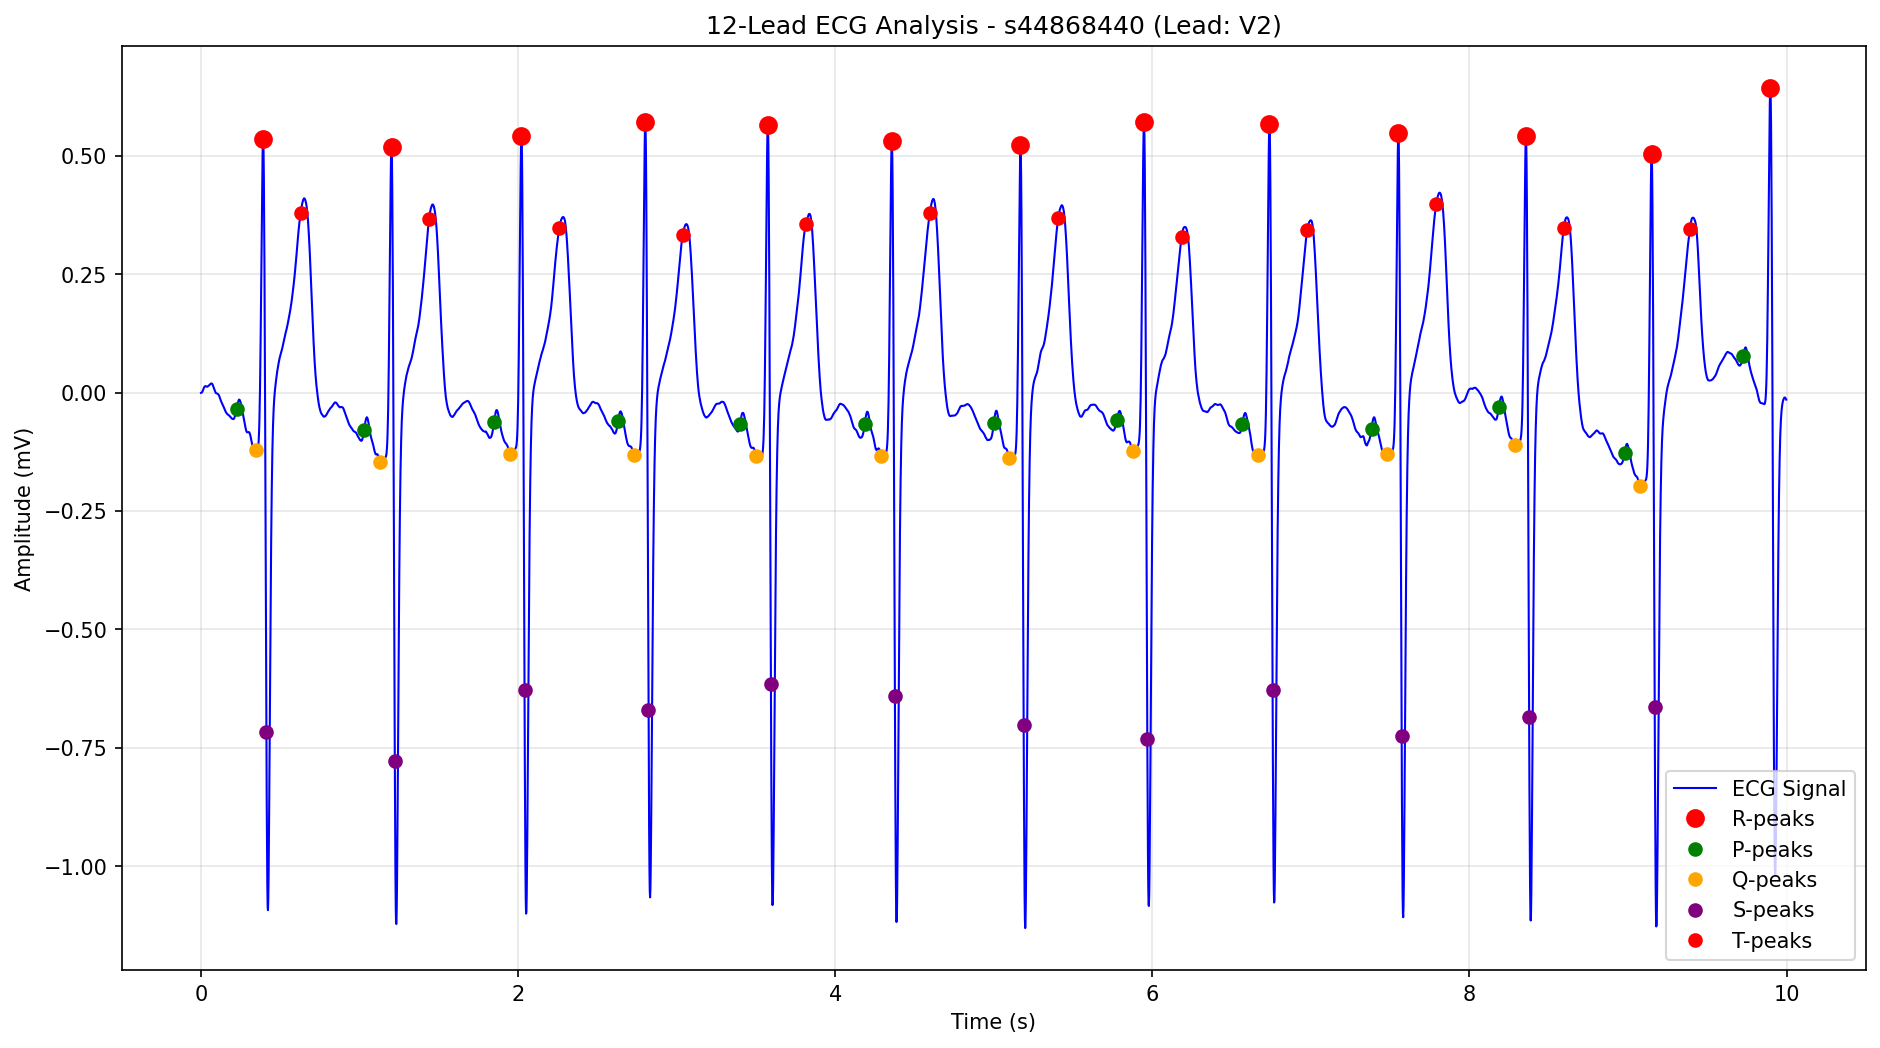 12-Lead ECG Analysis - s44868440 (Lead: V2)
Amplitude (mV)
0.50
0.25
0.00
−0.25
−0.50
−0.75
−1.00
0 2 4 6 8 10
Time (s)
ECG Signal
R-peaks
P-peaks
Q-peaks
S-peaks
T-peaks